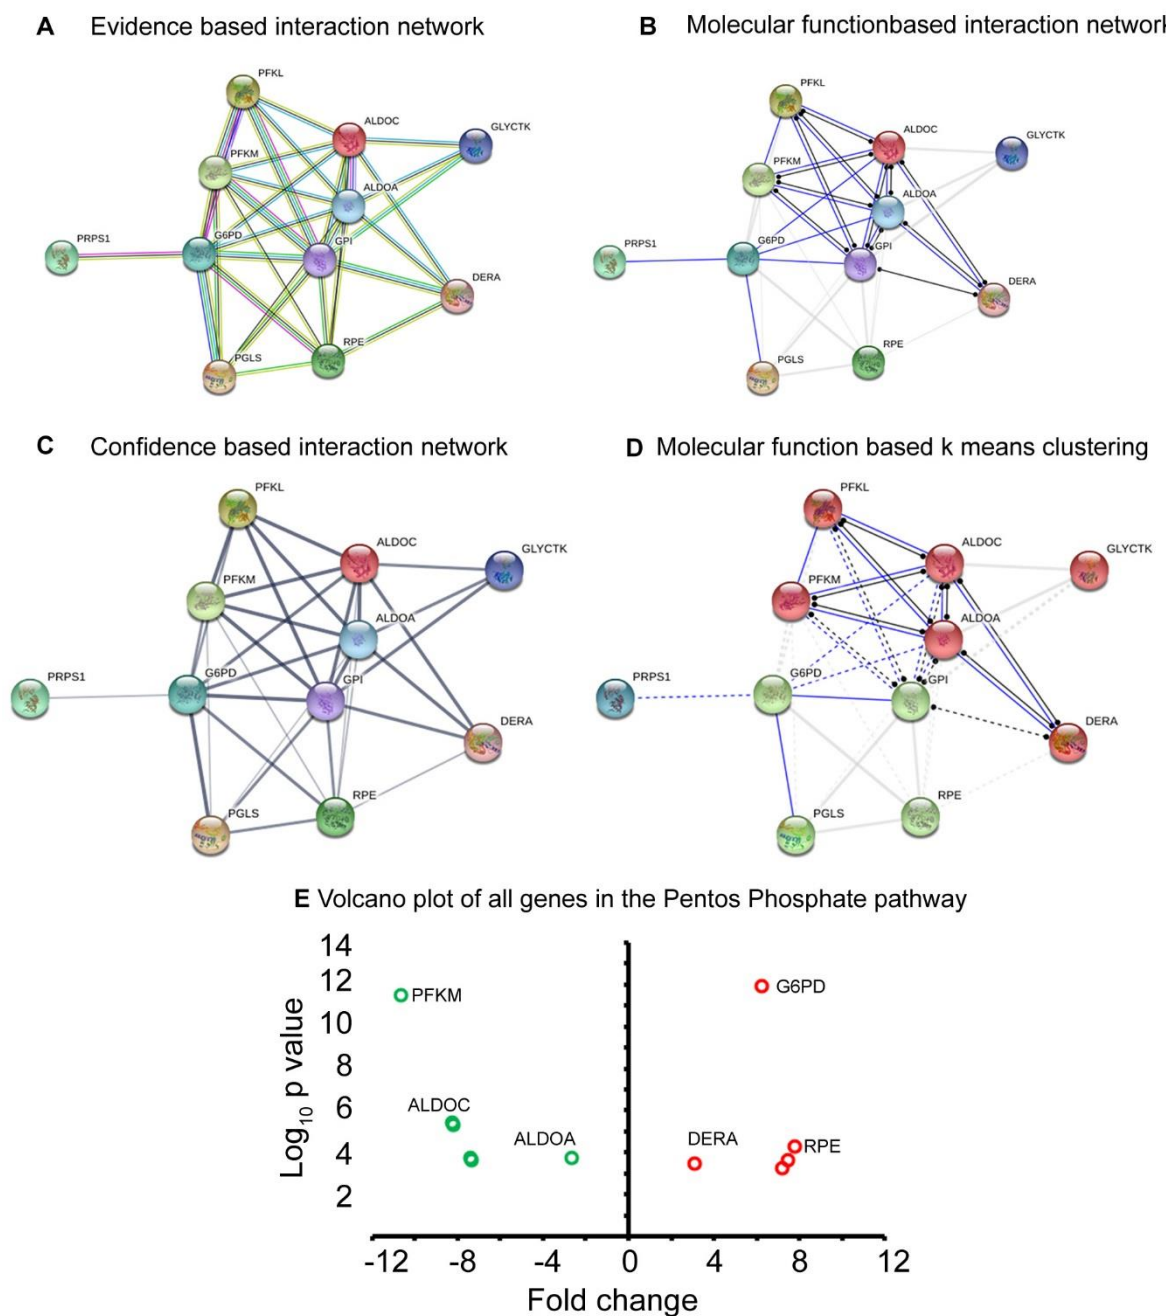 A Evidence based interaction network
PFKL
ALDOC
GLYCTK
PFKM
ALDOA
PRPS1
G6PD
GPI
DERA
RPE
PGLS
B Molecular functionbased interaction network
PFKL
ALDOC
GLYCTK
PFKM
ALDOA
PRPS1
G6PD
GPI
DERA
RPE
PGLS
C Confidence based interaction network
PFKL
ALDOC
GLYCTK
PFKM
ALDOA
PRPS1
G6PD
GPI
DERA
RPE
PGLS
D Molecular function based k means clustering
PFKL
ALDOC
GLYCTK
PFKM
ALDOA
PRPS1
G6PD
GPI
DERA
RPE
PGLS
E Volcano plot of all genes in the Pentos Phosphate pathway
Log10 p value
14
12
10
8
6
4
2
PFKM
G6PD
ALDOC
ALDOA
DERA
RPE
-12 -8 -4 0 4 8 12
Fold change